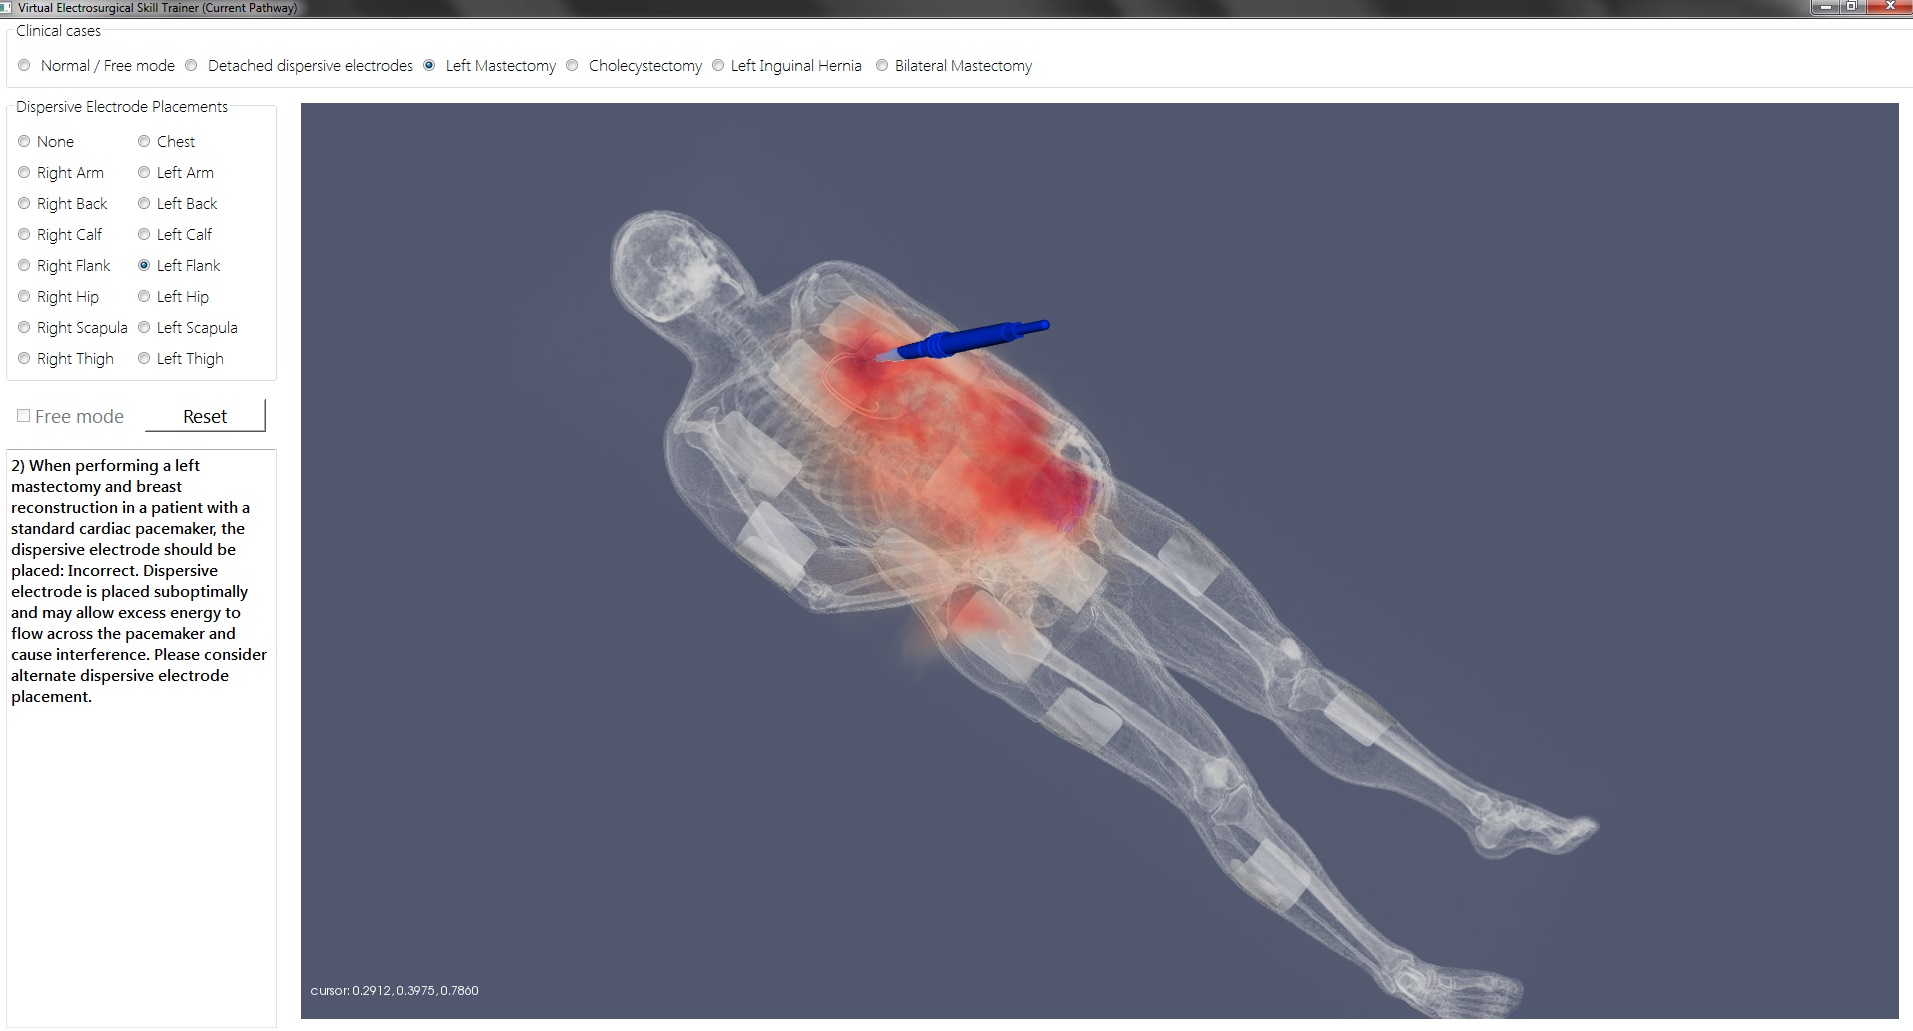 Virtual Electrosurgical Skill Trainer (Current Pathway)
Clinical cases
Normal / Free mode Detached dispersive electrodes Left Mastectomy Cholecystectomy Left Inguinal Hernia Bilateral Mastectomy
Dispersive Electrode Placements
None Chest
Right Arm Left Arm
Right Back Left Back
Right Calf Left Calf
Right Flank Left Flank
Right Hip Left Hip
Right Scapula Left Scapula
Right Thigh Left Thigh
Free mode Reset
2) When performing a left
mastectomy and breast
reconstruction in a patient with a
standard cardiac pacemaker, the
dispersive electrode should be
placed: Incorrect. Dispersive
electrode is placed suboptimally
and may allow excess energy to
flow across the pacemaker and
cause interference. Please consider
alternate dispersive electrode
placement.
cursor: 0.2912, 0.3975, 0.7860